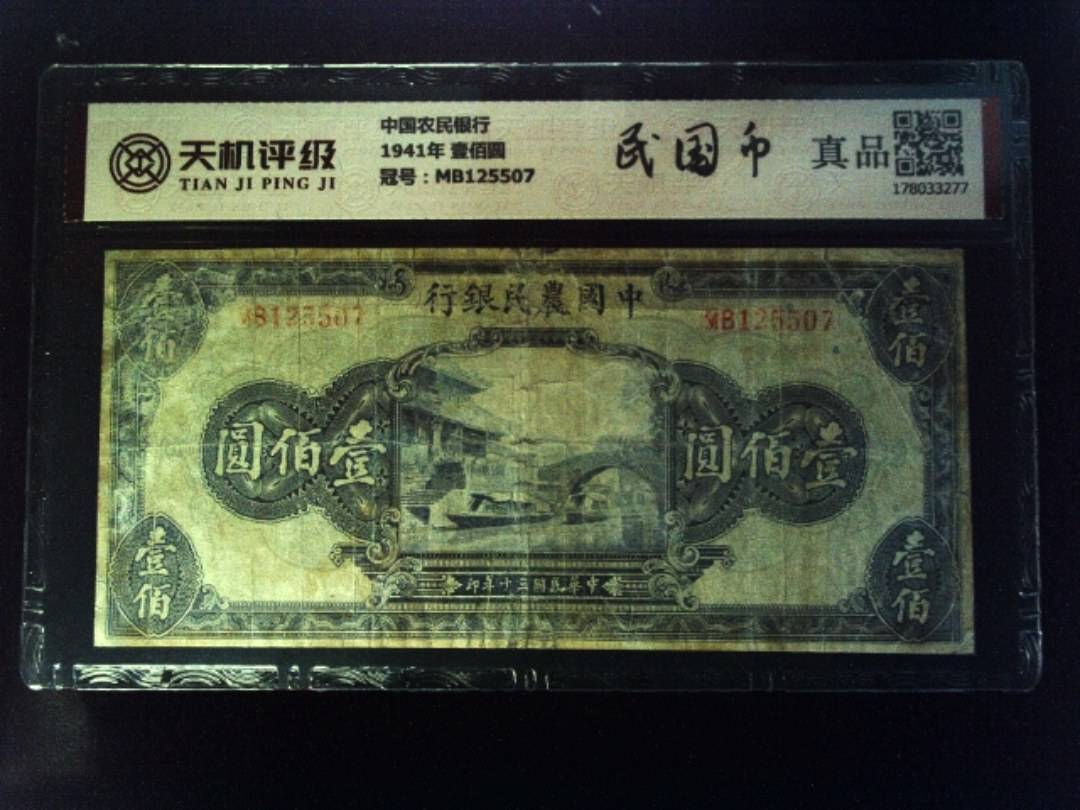 天机评级
TIAN JI PING JI
中国农民银行
1941年 壹佰圆
冠号：MB125507
民国币
真品
178033277
行銀民農國中
MB125507
MB125507
壹佰
壹佰
圓佰壹
圓佰壹
壹佰
壹佰
印年十三國民華中